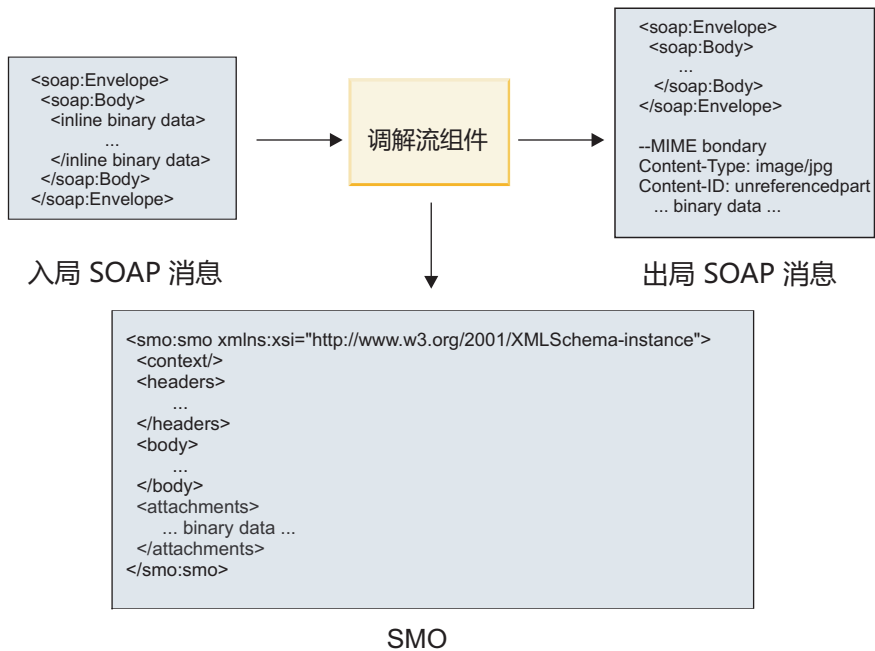 <soap:Envelope>
<soap:Body>
<inline binary data>
...
</inline binary data>
</soap:Body>
</soap:Envelope>
入局 SOAP 消息
调解流组件
<soap:Envelope>
<soap:Body>
...
</soap:Body>
</soap:Envelope>
--MIME bondary
Content-Type: image/jpg
Content-ID: unreferencedpart
... binary data ...
出局 SOAP 消息
<smo:smo xmlns:xsi="http://www.w3.org/2001/XMLSchema-instance">
<context/>
<headers>
...
</headers>
<body>
...
</body>
<attachments>
... binary data ...
</attachments>
</smo:smo>
SMO